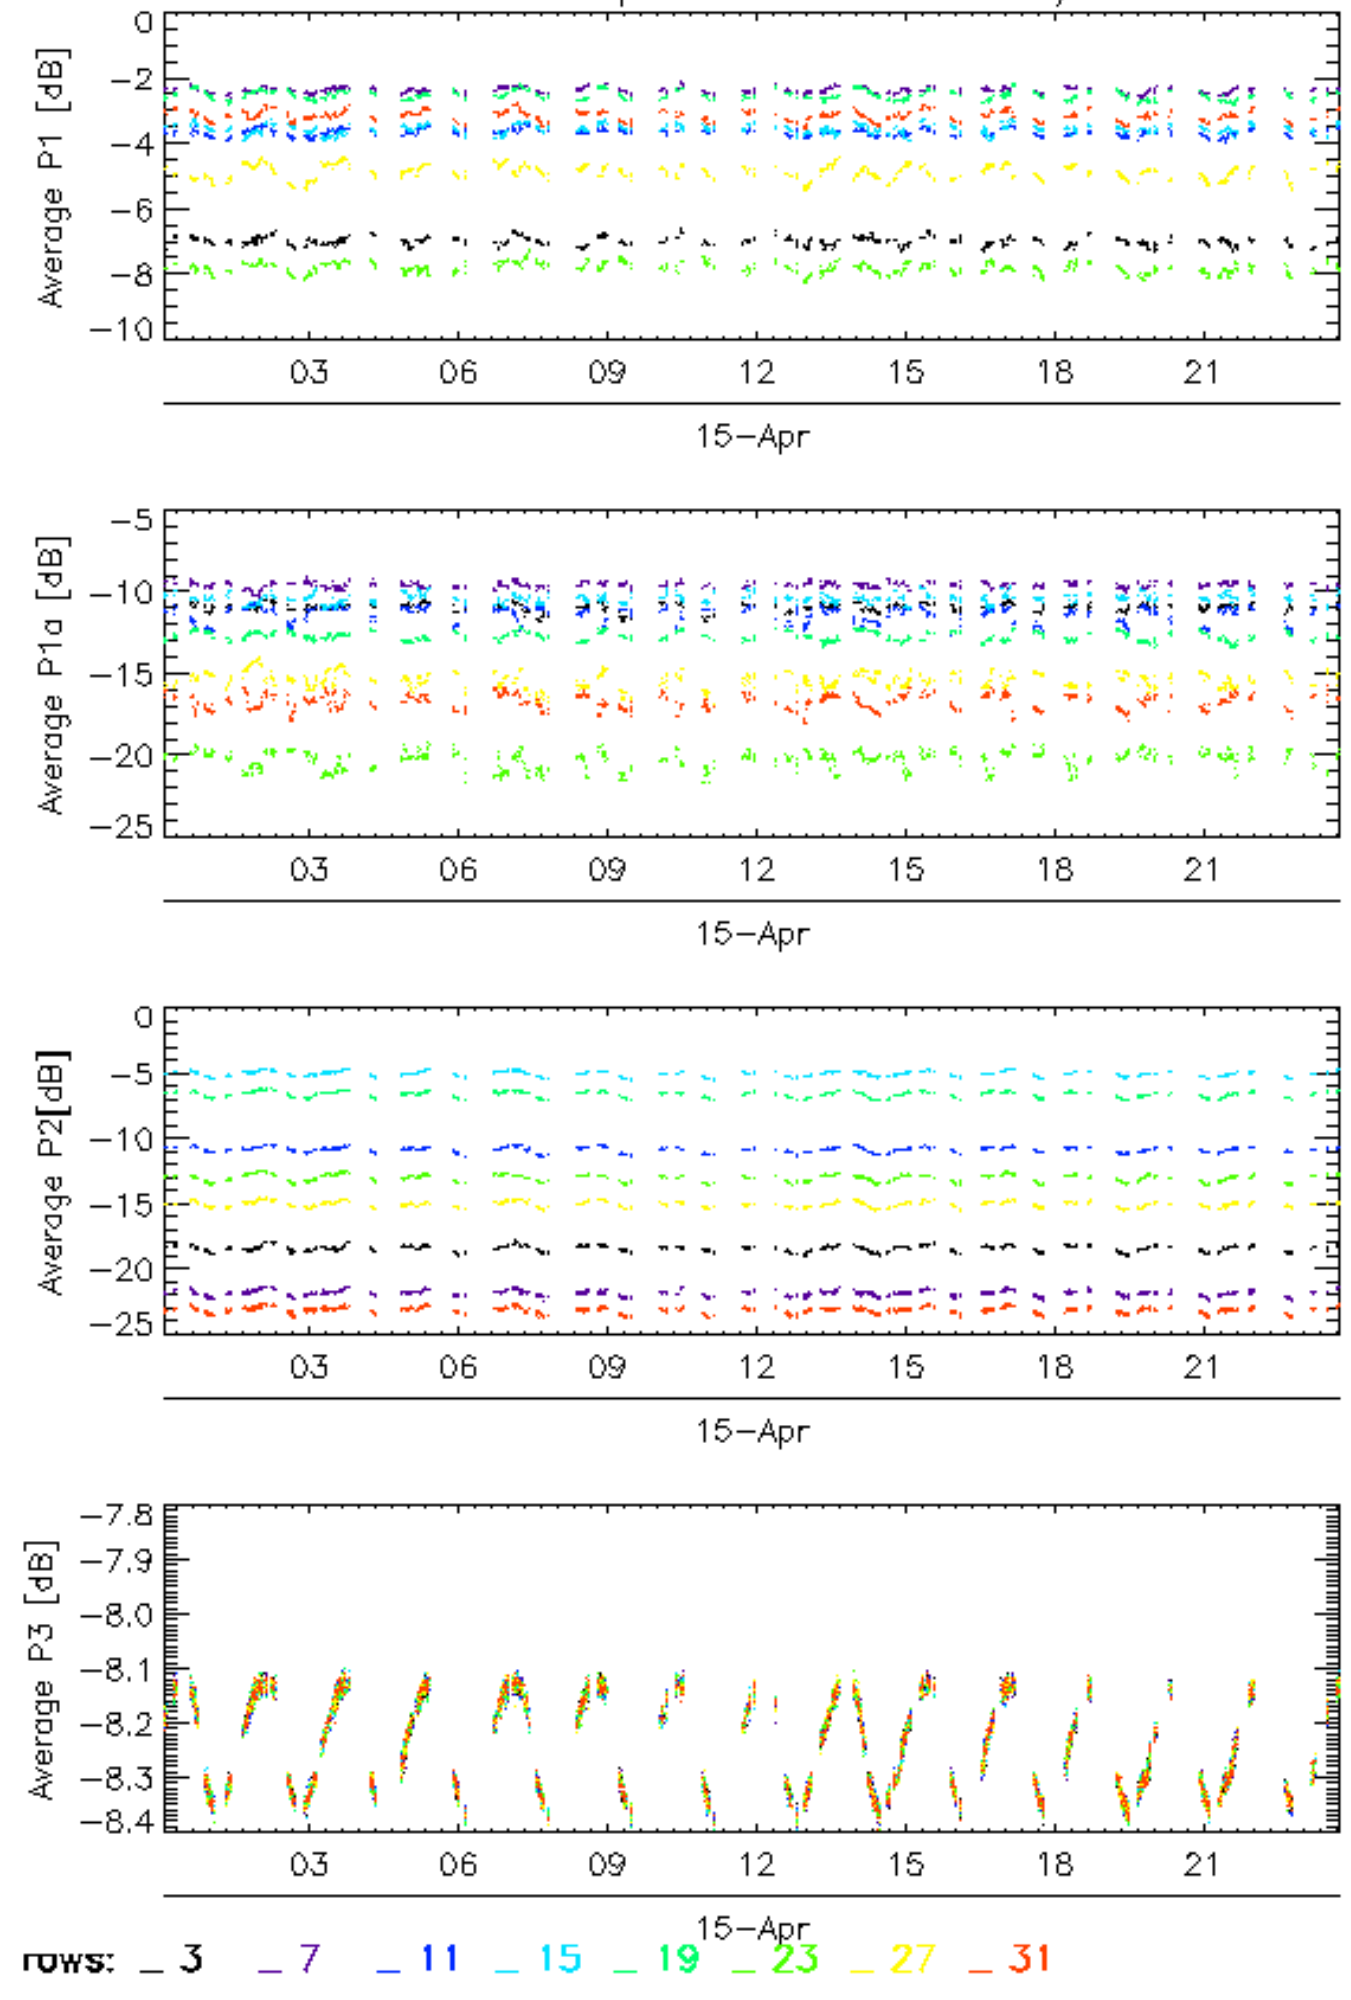 0
−2
−4
−6
−8
−10
Average P1 [dB]
03 06 09 12 15 18 21
15−Apr
−5
−10
−15
−20
−25
Average P1a [dB]
03 06 09 12 15 18 21
15−Apr
0
−5
−10
−15
−20
−25
Average P2[dB]
03 06 09 12 15 18 21
15−Apr
−7.8
−7.9
−8.0
−8.1
−8.2
−8.3
−8.4
Average P3 [dB]
03 06 09 12 15 18 21
15−Apr
rows: _ 3 _ 7 _ 11 _ 15 _ 19 _ 23 _ 27 _ 31